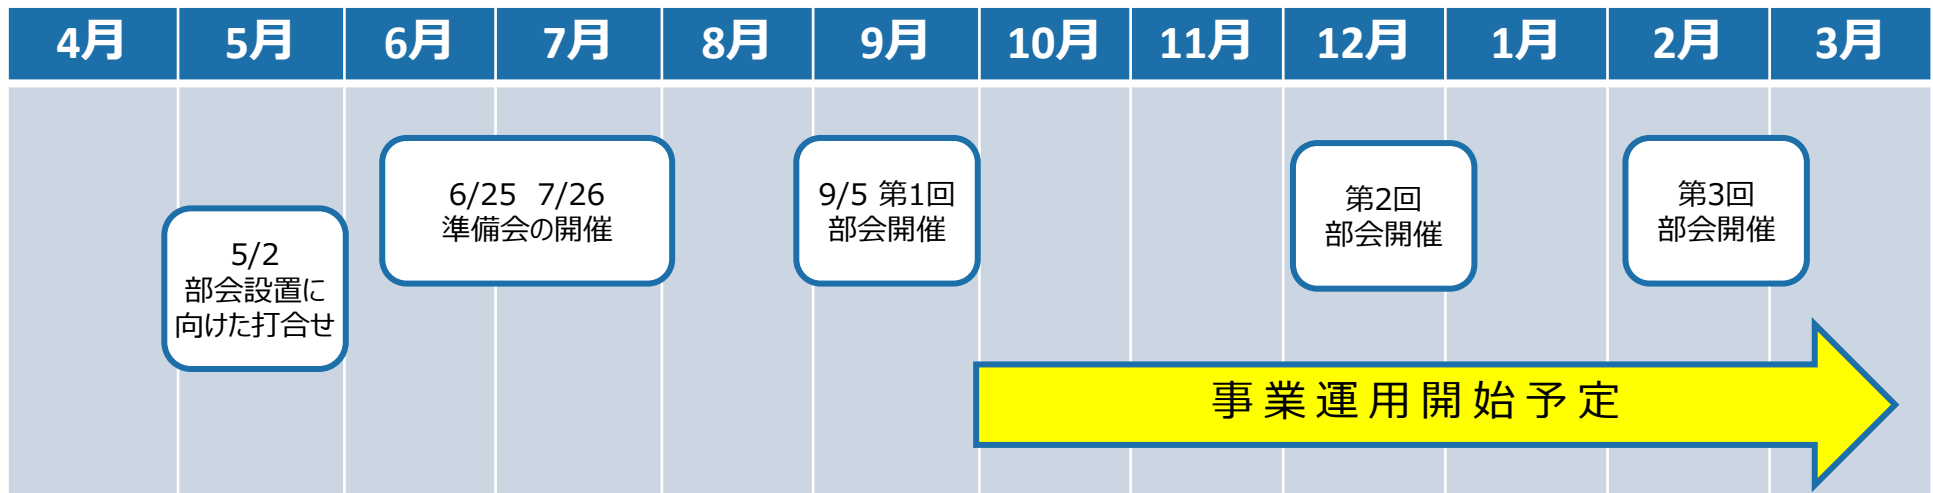 4月 5月 6月 7月 8月 9月 10月 11月 12月 1月 2月 3月
5/2
部会設置に
向けた打合せ
6/25 7/26
準備会の開催
9/5 第1回
部会開催
第2回
部会開催
第3回
部会開催
事業運用開始予定